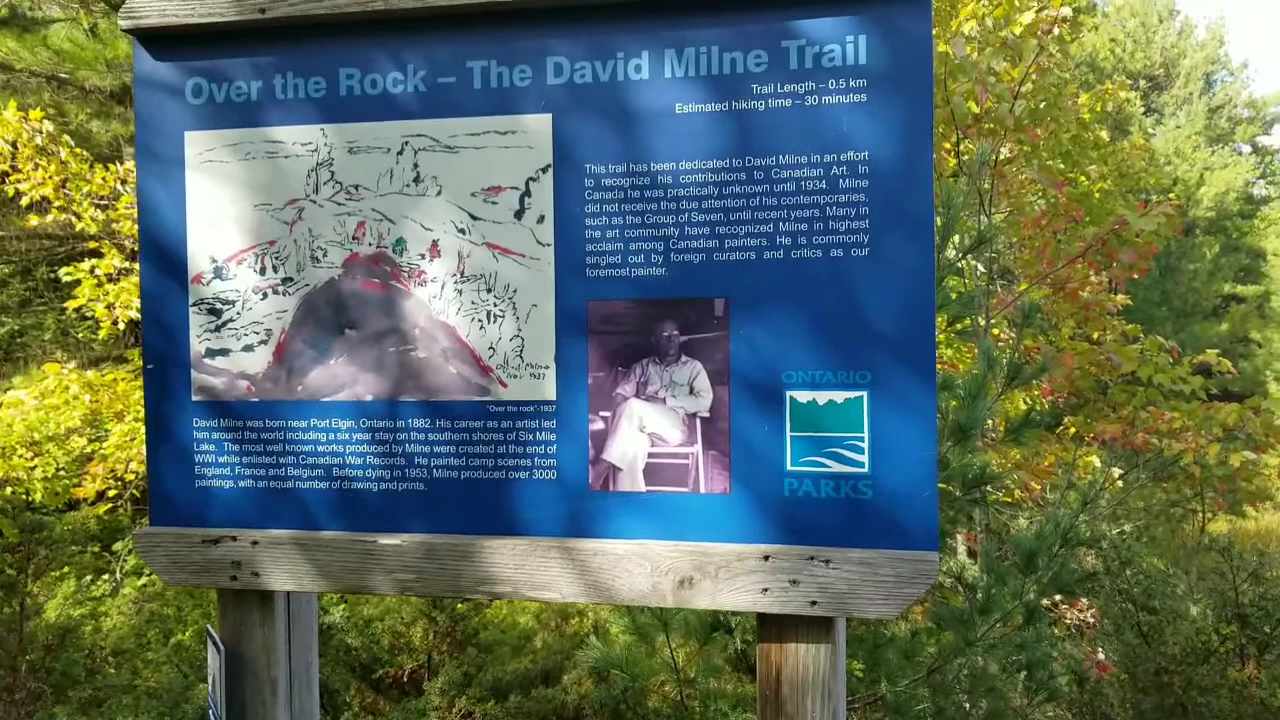 Over the Rock – The David Milne Trail
Trail Length – 0.5 km
Estimated hiking time – 30 minutes
This trail has been dedicated to David Milne in an effort
to recognize his contributions to Canadian Art. In
Canada he was practically unknown until 1934. Milne
did not receive the due attention of his contemporaries,
such as the Group of Seven, until recent years. Many in
the art community have recognized Milne in highest
acclaim among Canadian painters. He is commonly
singled out by foreign curators and critics as our
foremost painter.
David Milne
Nov 1937
"Over the rock"-1937
David Milne was born near Port Elgin, Ontario in 1882. His career as an artist led
him around the world including a six year stay on the southern shores of Six Mile
Lake. The most well known works produced by Milne were created at the end of
WWI while enlisted with Canadian War Records. He painted camp scenes from
England, France and Belgium. Before dying in 1953, Milne produced over 3000
paintings, with an equal number of drawing and prints.
ONTARIO
PARKS